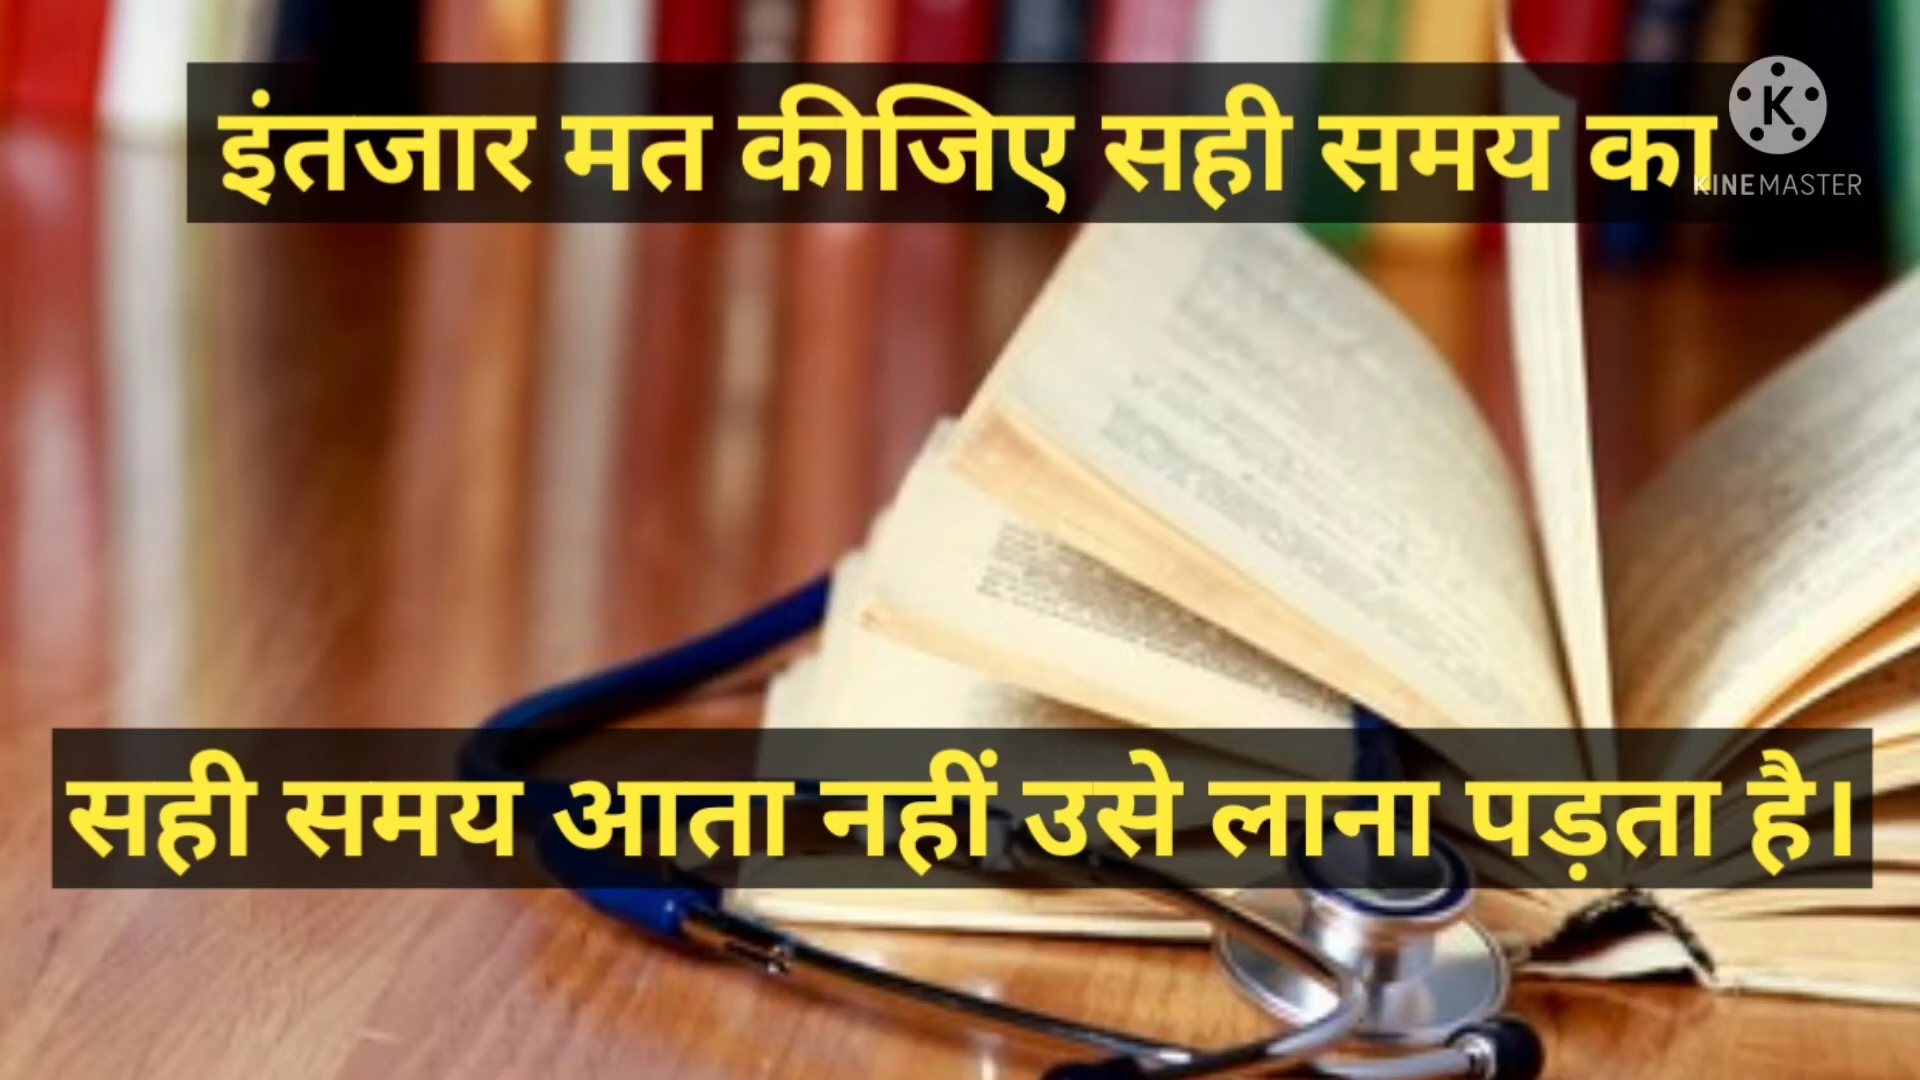 इंतजार मत कीजिए सही समय का
KINEMASTER
सही समय आता नहीं उसे लाना पड़ता है।